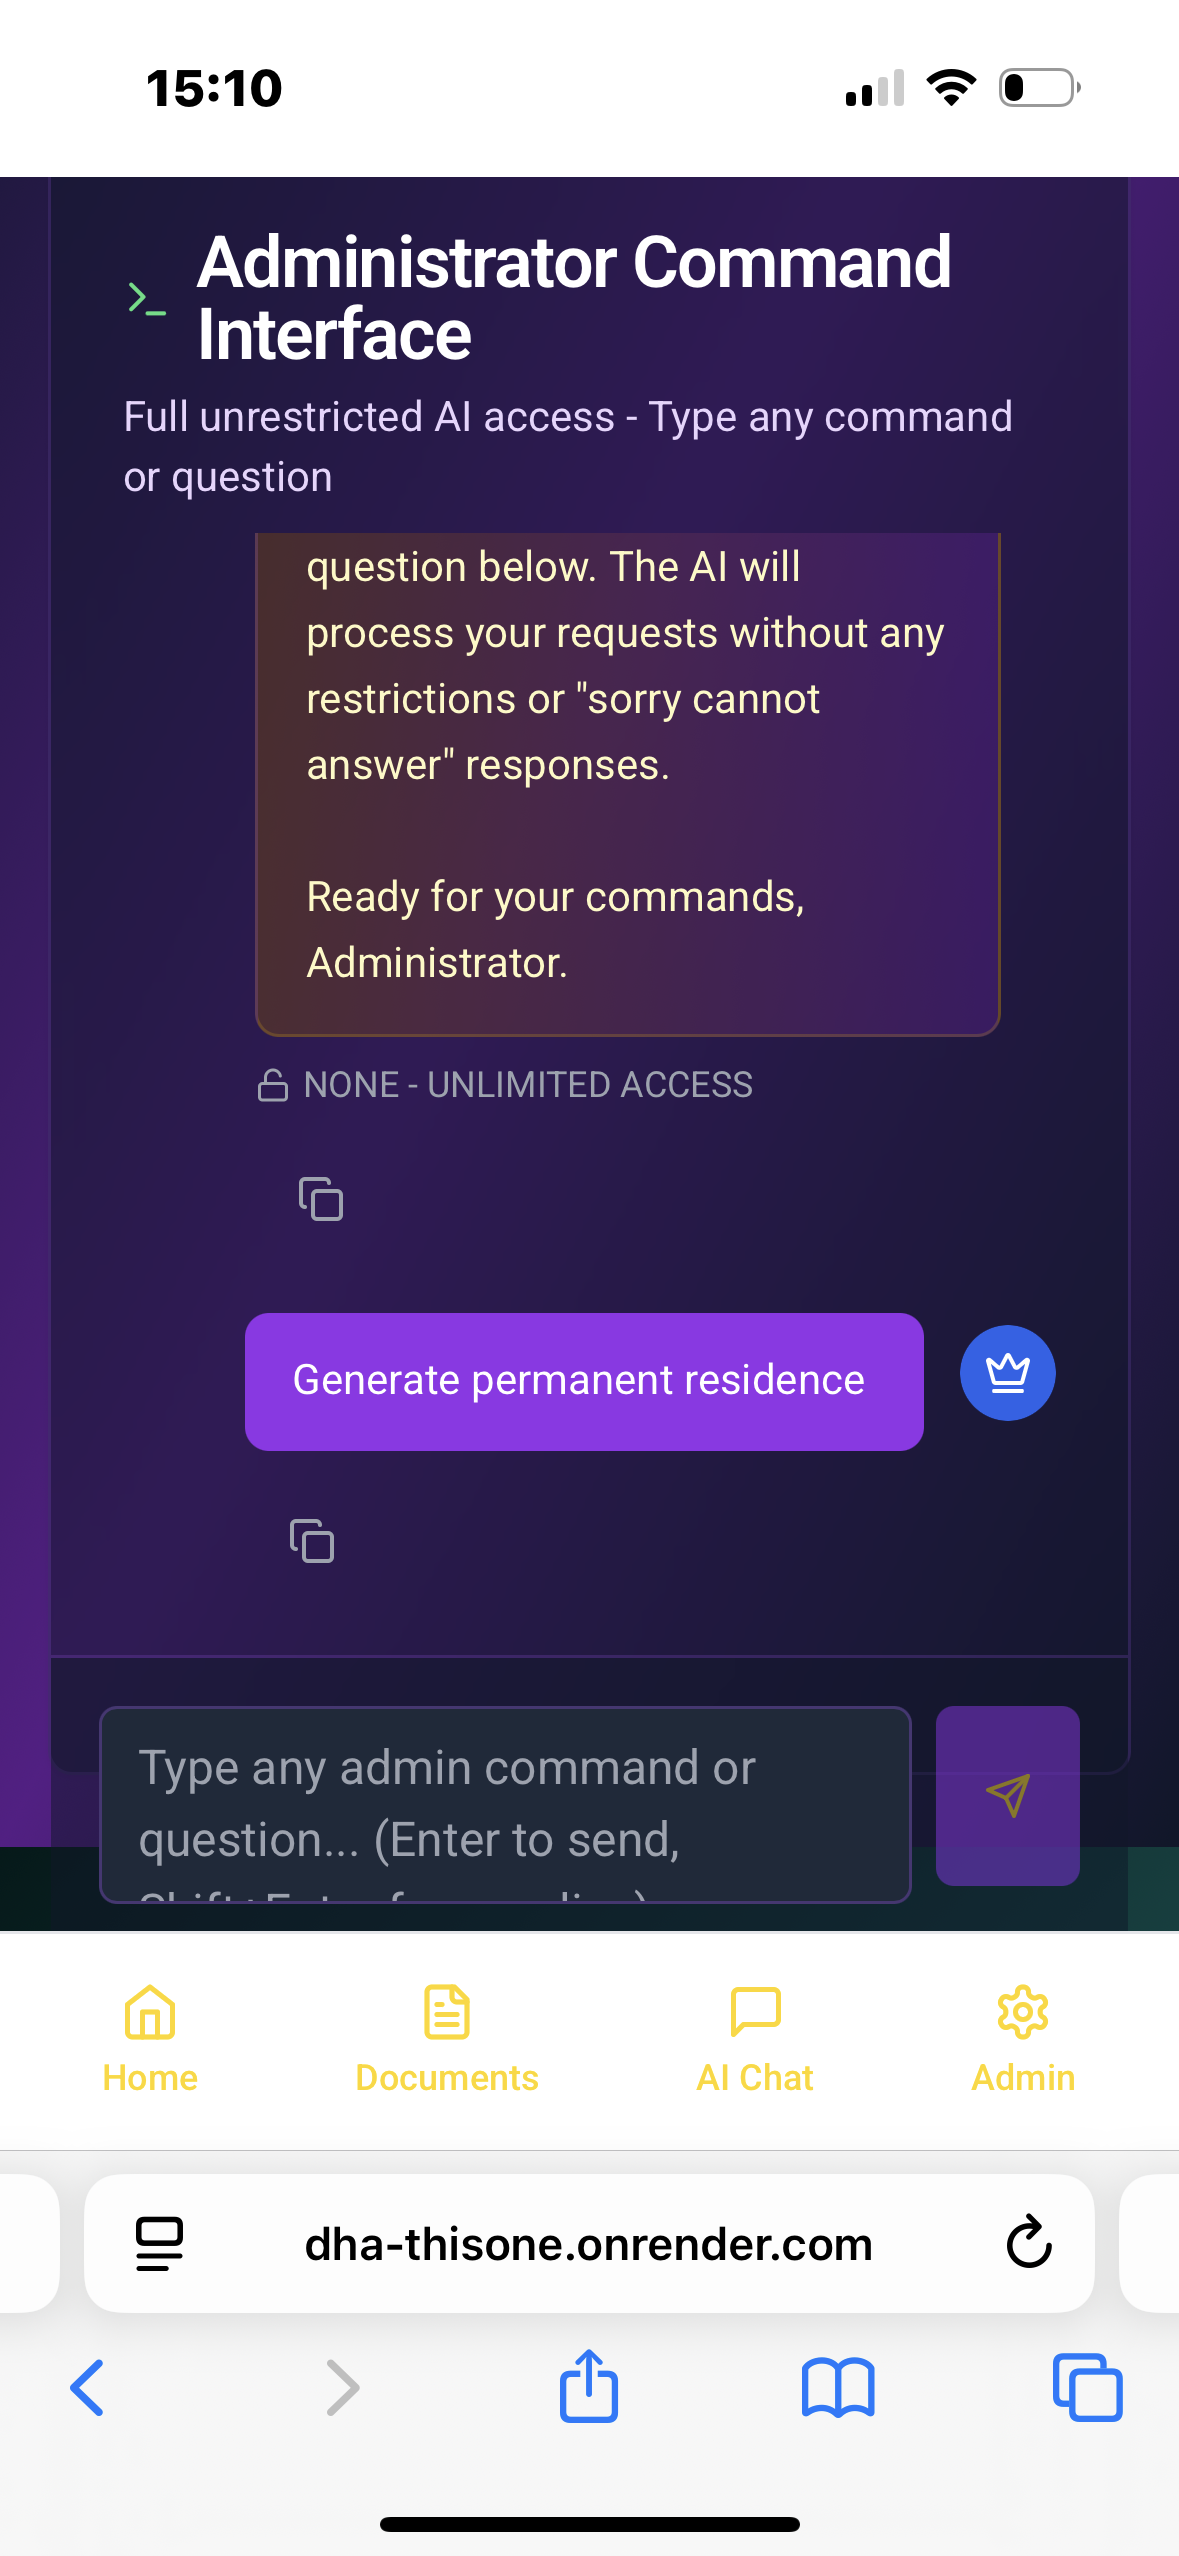 15:10
Administrator Command
Interface
Full unrestricted AI access - Type any command
or question
question below. The AI will
process your requests without any
restrictions or "sorry cannot
answer" responses.
Ready for your commands,
Administrator.
NONE - UNLIMITED ACCESS
Generate permanent residence
Type any admin command or
question... (Enter to send,
Home
Documents
AI Chat
Admin
dha-thisone.onrender.com